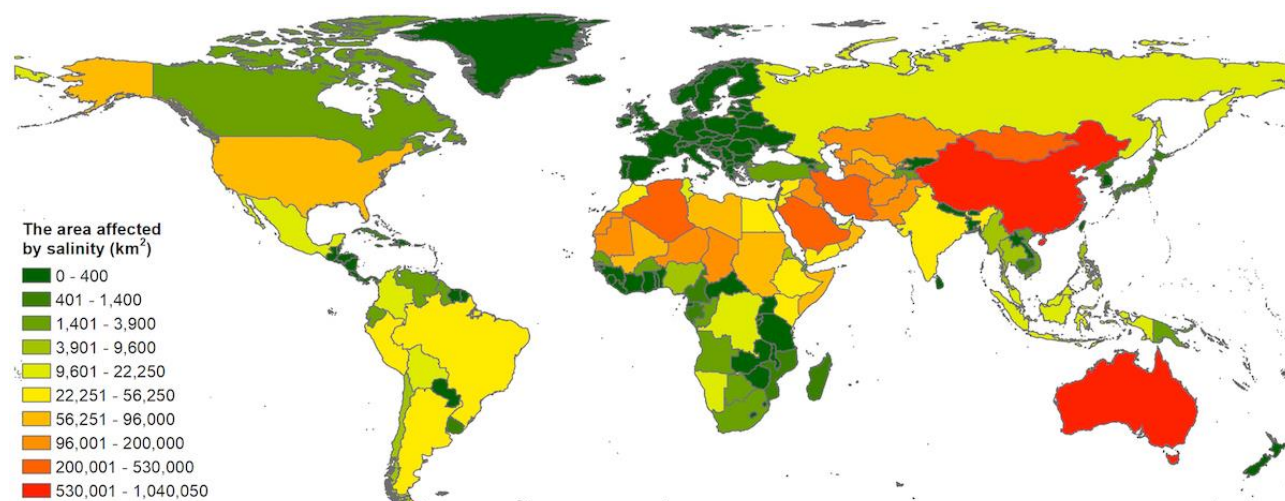 The area affected
by salinity (km²)
0 - 400
401 - 1,400
1,401 - 3,900
3,901 - 9,600
9,601 - 22,250
22,251 - 56,250
56,251 - 96,000
96,001 - 200,000
200,001 - 530,000
530,001 - 1,040,050